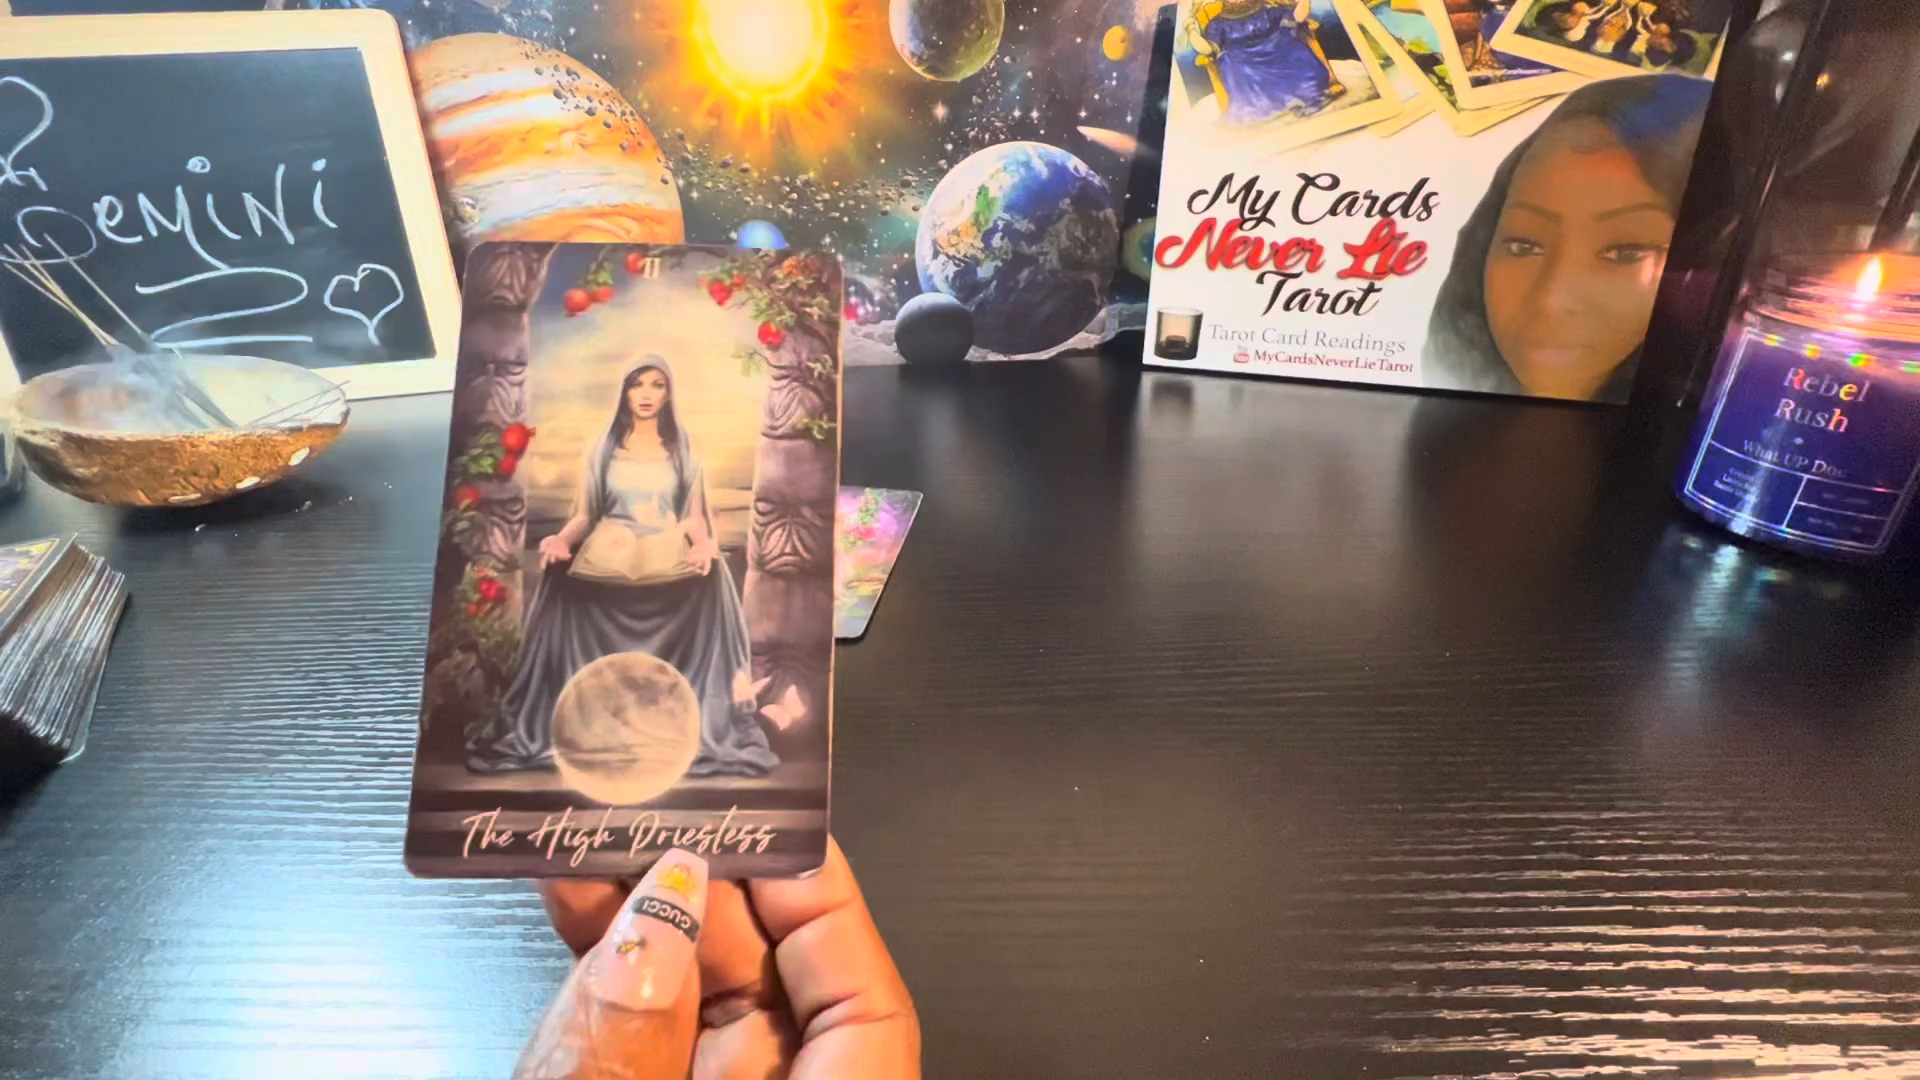 Gemini
My Cards
Never Lie
Tarot
Tarot Card Readings
MyCardsNeverLieTarot
II
The High Priestess
GUCCI
Rebel
Rush
What UP Doc